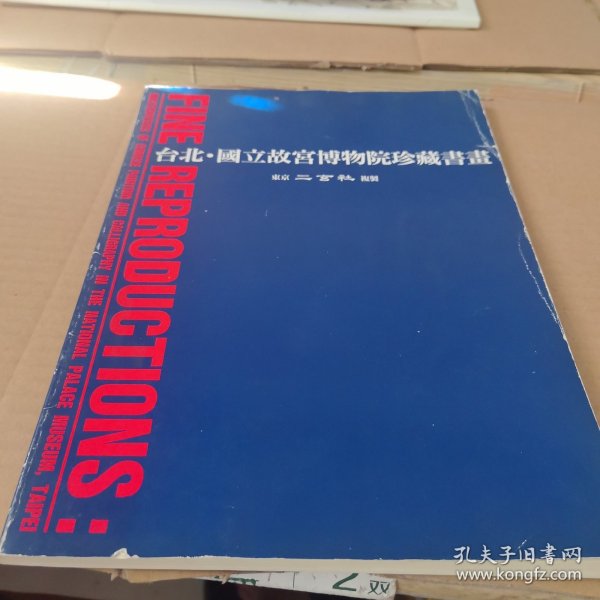 台北·國立故宮博物院珍藏書畫
東京 二玄社 複製
FINE REPRODUCTIONS:
MASTERPIECES OF CHINESE PAINTING AND CALLIGRAPHY IN THE NATIONAL PALACE MUSEUM, TAIPEI
双
孔夫子旧书网
www.kongfz.com